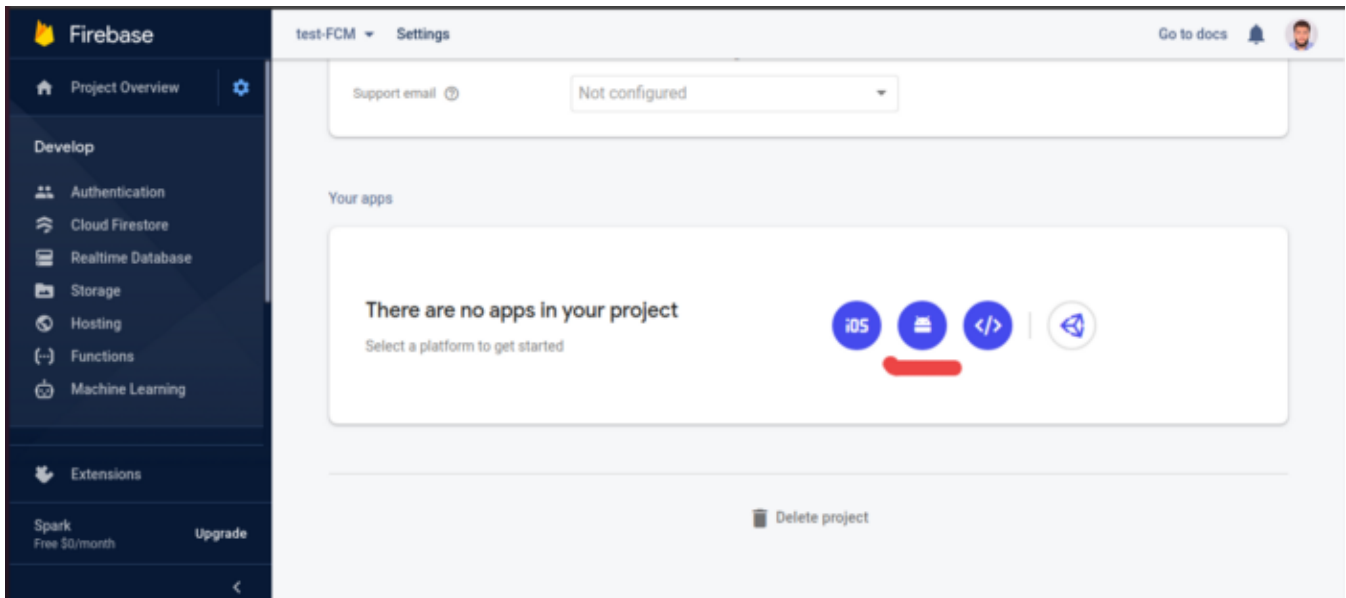 Firebase
test-FCM
Settings
Go to docs
Project Overview
Support email
Not configured
Develop
Authentication
Cloud Firestore
Realtime Database
Storage
Hosting
Functions
Machine Learning
Extensions
Spark
Free $0/month
Upgrade
Your apps
There are no apps in your project
Select a platform to get started
iOS
Delete project